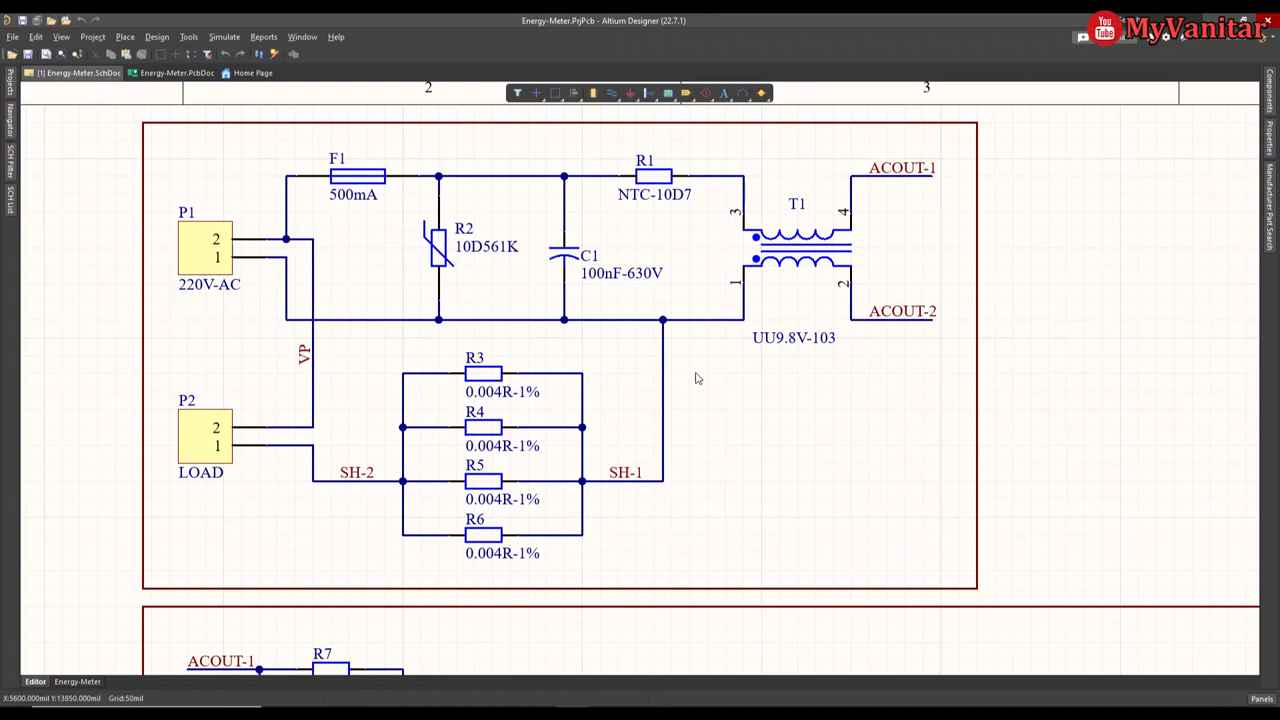 Energy-Meter.PrjPcb - Altium Designer (22.7.1)
You Tube MyVanitar
File Edit View Project Place Design Tools Simulate Reports Window Help
[1] Energy-Meter.SchDoc Energy-Meter.PcbDoc Home Page
2 3
Projects
Navigator
SCH Filter
SCH List
Components
Properties
Manufacturer Part Search
F1
500mA
R1
NTC-10D7
ACOUT-1
P1
2
1
220V-AC
R2
10D561K
C1
100nF-630V
T1
3
4
1
2
ACOUT-2
UU9.8V-103
VP
R3
0.004R-1%
R4
0.004R-1%
R5
0.004R-1%
R6
0.004R-1%
P2
2
1
LOAD
SH-2
SH-1
ACOUT-1
R7
Editor Energy-Meter
X:5600.000mil Y:13850.000mil Grid:50mil
Panels